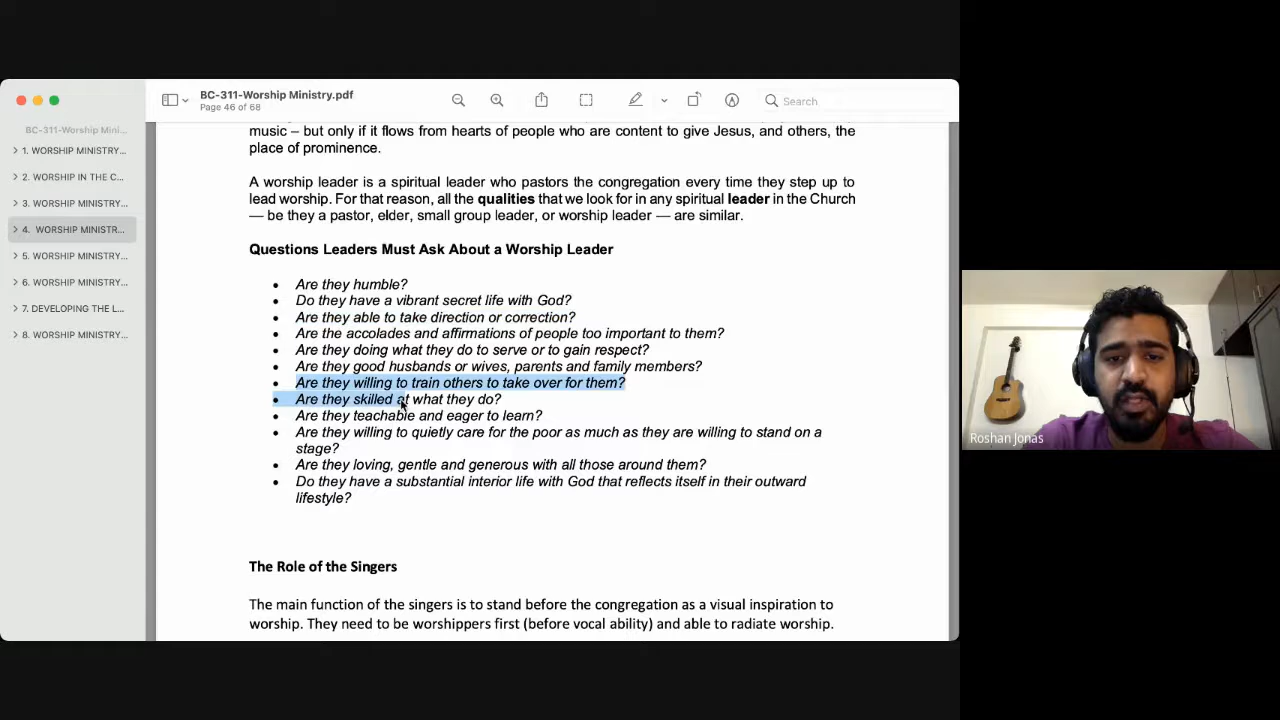 BC-311-Worship Ministry.pdf
Page 46 of 68
Search
BC-311-Worship Mini...
1. WORSHIP MINISTRY...
2. WORSHIP IN THE C...
3. WORSHIP MINISTRY...
4. WORSHIP MINISTR...
5. WORSHIP MINISTRY...
6. WORSHIP MINISTRY...
7. DEVELOPING THE L...
8. WORSHIP MINISTRY...
music – but only if it flows from hearts of people who are content to give Jesus, and others, the
place of prominence.
A worship leader is a spiritual leader who pastors the congregation every time they step up to
lead worship. For that reason, all the qualities that we look for in any spiritual leader in the Church
— be they a pastor, elder, small group leader, or worship leader — are similar.
Questions Leaders Must Ask About a Worship Leader
• Are they humble?
• Do they have a vibrant secret life with God?
• Are they able to take direction or correction?
• Are the accolades and affirmations of people too important to them?
• Are they doing what they do to serve or to gain respect?
• Are they good husbands or wives, parents and family members?
• Are they willing to train others to take over for them?
• Are they skilled at what they do?
• Are they teachable and eager to learn?
• Are they willing to quietly care for the poor as much as they are willing to stand on a
stage?
• Are they loving, gentle and generous with all those around them?
• Do they have a substantial interior life with God that reflects itself in their outward
lifestyle?
The Role of the Singers
The main function of the singers is to stand before the congregation as a visual inspiration to
worship. They need to be worshippers first (before vocal ability) and able to radiate worship.
Roshan Jonas